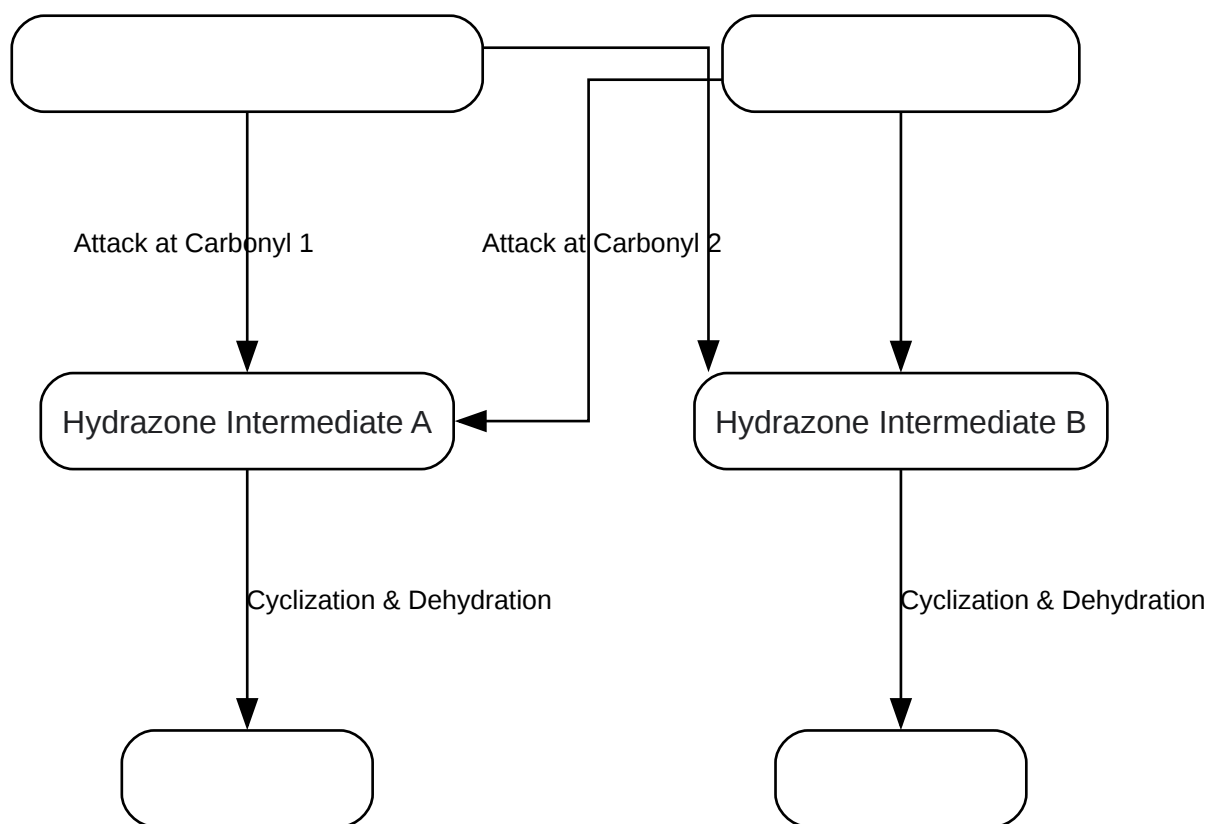 Attack at Carbonyl 1
Attack at Carbonyl 2
Hydrazone Intermediate A
Hydrazone Intermediate B
Cyclization & Dehydration
Cyclization & Dehydration